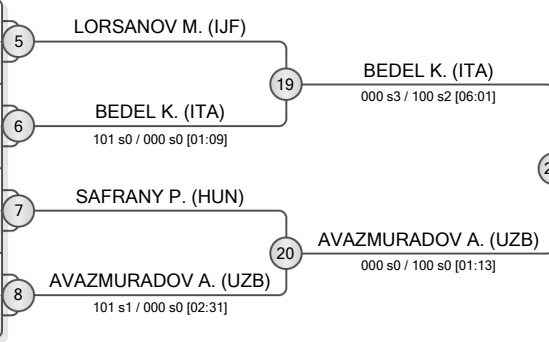 LORSANOV M. (IJF)
5
19
BEDEL K. (ITA)
000 s3 / 100 s2 [06:01]
BEDEL K. (ITA)
6
101 s0 / 000 s0 [01:09]
SAFRANY P. (HUN)
7
20
AVAZMURADOV A. (UZB)
000 s0 / 100 s0 [01:13]
AVAZMURADOV A. (UZB)
8
101 s1 / 000 s0 [02:31]